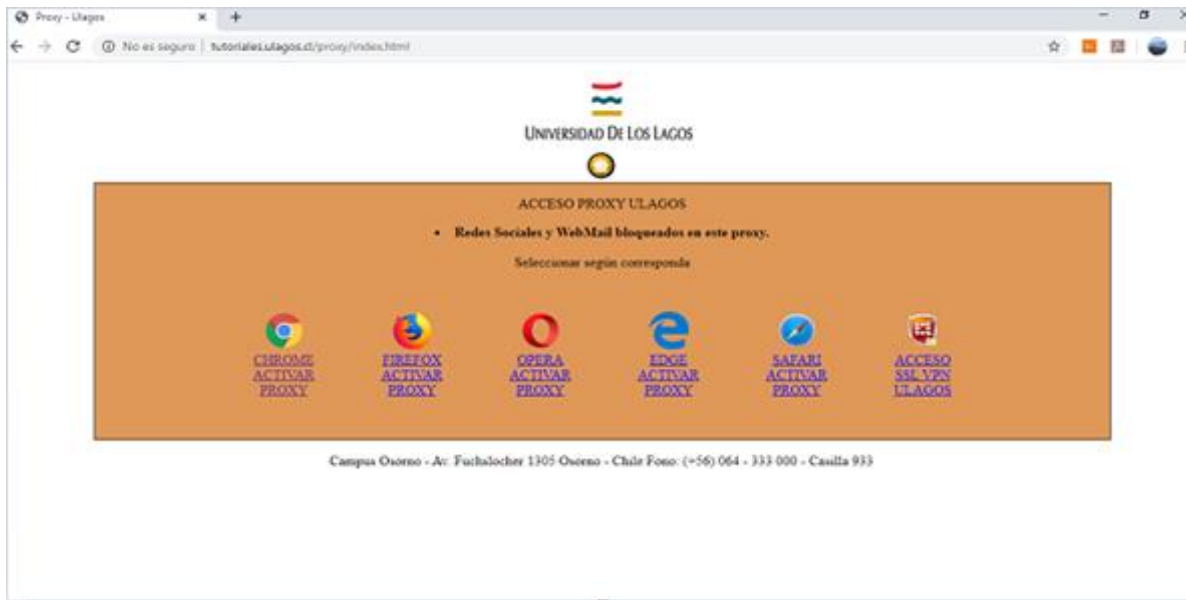 Proxy - Ulagos
No es seguro | tutoriales.ulagos.cl/proxy/index.html
UNIVERSIDAD DE LOS LAGOS
ACCESO PROXY ULAGOS
• Redes Sociales y WebMail bloqueados en este proxy.
Seleccionar según corresponda
CHROME ACTIVAR PROXY
FIREFOX ACTIVAR PROXY
OPERA ACTIVAR PROXY
EDGE ACTIVAR PROXY
SAFARI ACTIVAR PROXY
ACCESO SSL VPN ULAGOS
Campus Osorno - Av. Fuchslocher 1305 Osorno - Chile Fono: (+56) 064 - 333 000 - Casilla 933